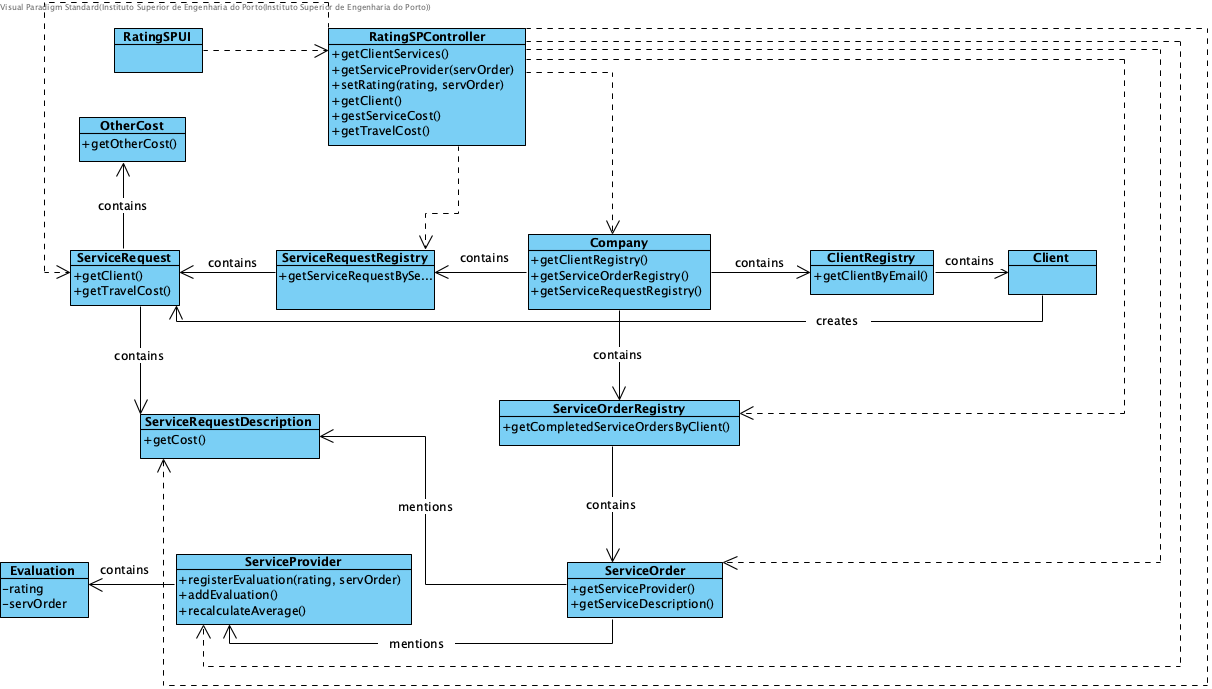 Visual Paradigm Standard(Instituto Superior de Engenharia do Porto(Instituto Superior de Engenharia do Porto))
RatingSPUI
RatingSPController
+getClientServices()
+getServiceProvider(servOrder)
+setRating(rating, servOrder)
+getClient()
+gestServiceCost()
+getTravelCost()
OtherCost
+getOtherCost()
contains
ServiceRequest
+getClient()
+getTravelCost()
contains
ServiceRequestRegistry
+getServiceRequestBySe...
contains
Company
+getClientRegistry()
+getServiceOrderRegistry()
+getServiceRequestRegistry()
contains
ClientRegistry
+getClientByEmail()
contains
Client
creates
contains
contains
ServiceRequestDescription
+getCost()
ServiceOrderRegistry
+getCompletedServiceOrdersByClient()
mentions
contains
Evaluation
-rating
-servOrder
contains
ServiceProvider
+registerEvaluation(rating, servOrder)
+addEvaluation()
+recalculateAverage()
ServiceOrder
+getServiceProvider()
+getServiceDescription()
mentions